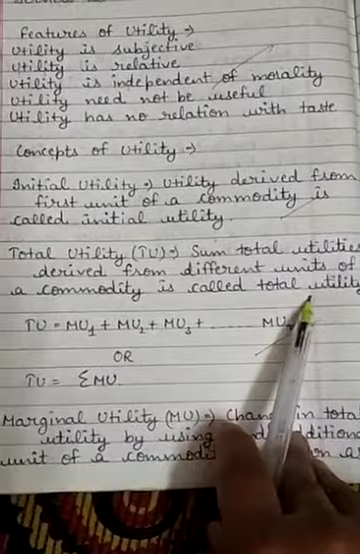 Features of Utility →
Utility is subjective
Utility is relative
Utility is independent of morality
Utility need not be useful
Utility has no relation with taste
Concepts of Utility →
Initial Utility → Utility derived from
first unit of a commodity is
called initial utility.
Total Utility (TU) → Sum total utilities
derived from different units of
a commodity is called total utility
TU = MU1 + MU2 + MU3 + ....... MU
OR
TU = ΣMU
Marginal Utility (MU) → Change in total
utility by using
unit of a